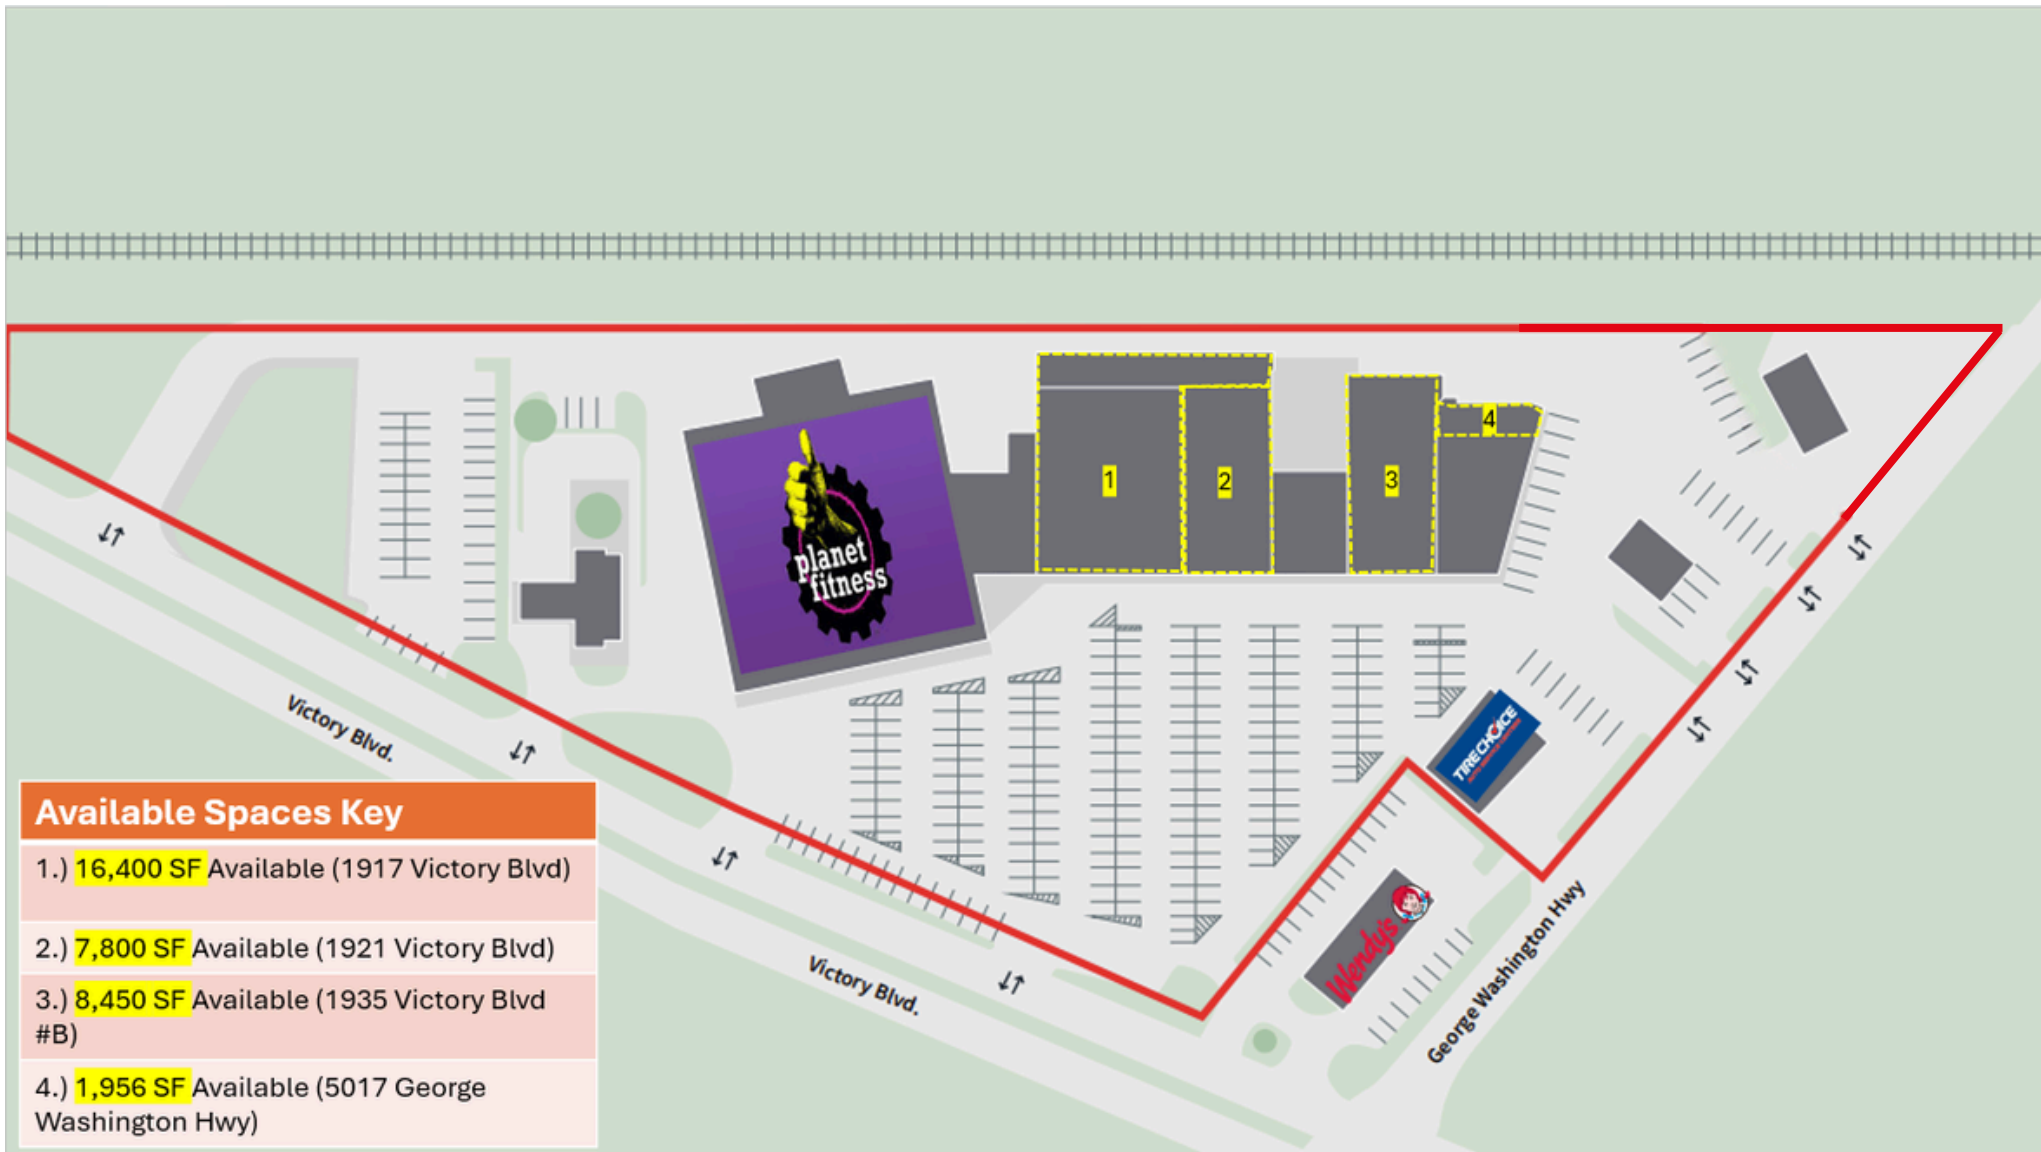 1
2
3
4
planet
fitness
TIRE CHOICE
Wendy's
Victory Blvd.
Victory Blvd.
George Washington Hwy
Available Spaces Key
1.) 16,400 SF Available (1917 Victory Blvd)
2.) 7,800 SF Available (1921 Victory Blvd)
3.) 8,450 SF Available (1935 Victory Blvd
#B)
4.) 1,956 SF Available (5017 George
Washington Hwy)